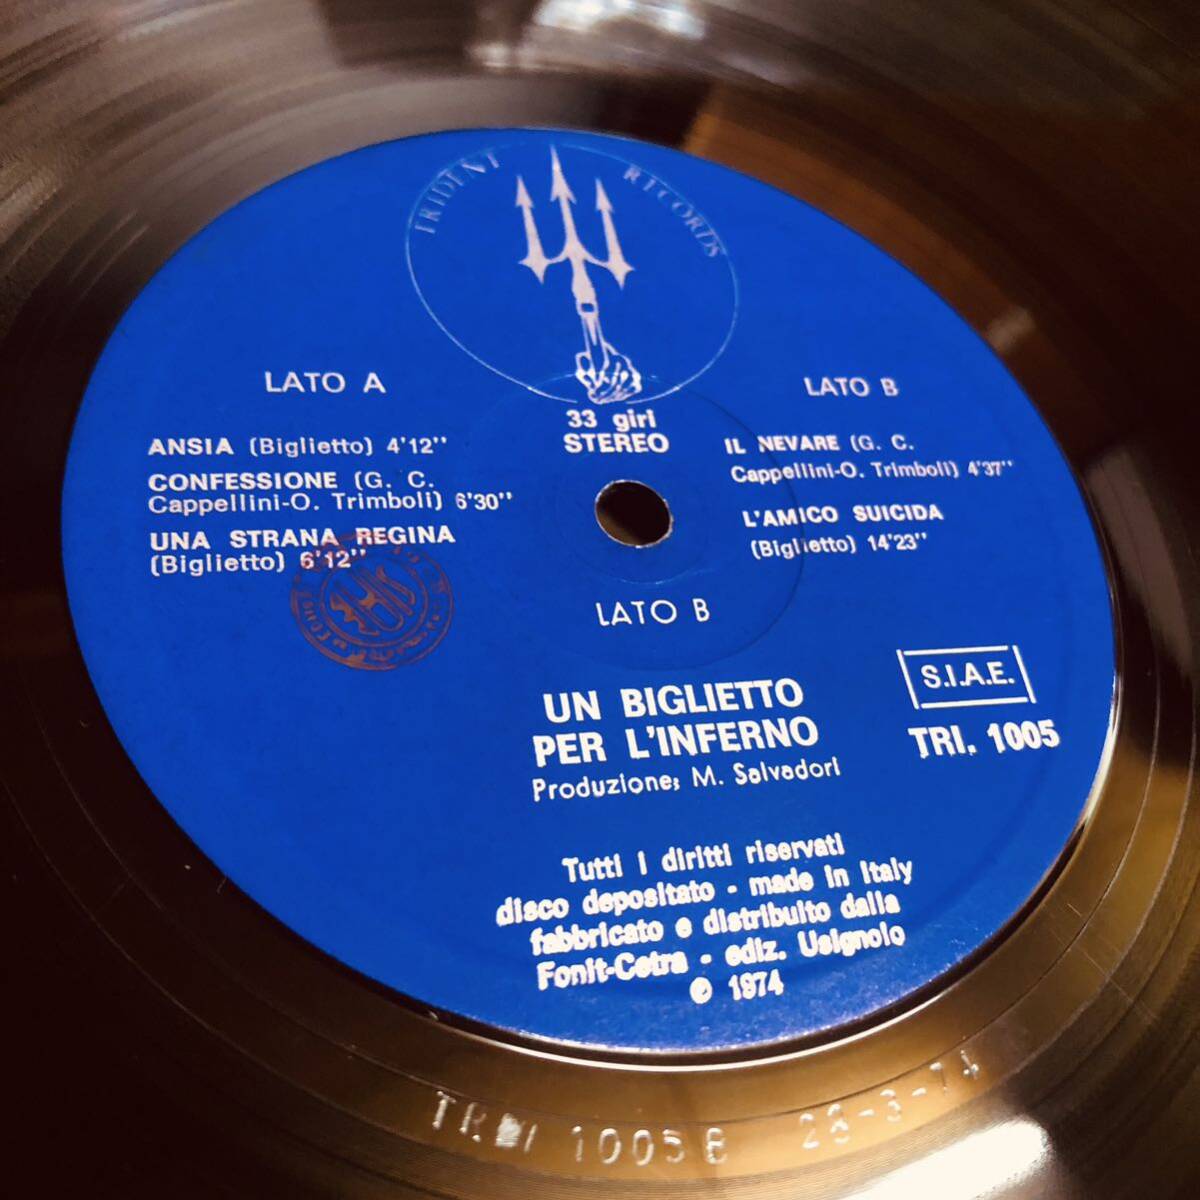 TRIDENT RECORDS
LATO A
ANSIA (Biglietto) 4'12"
CONFESSIONE (G. C.
Cappellini-O. Trimboli) 6'30"
UNA STRANA REGINA
(Biglietto) 6'12"
33 giri
STEREO
LATO B
IL NEVARE (G. C.
Cappellini-O. Trimboli) 4'37"
L'AMICO SUICIDA
(Biglietto) 14'23"
LATO B
UN BIGLIETTO
PER L'INFERNO
Produzione: M. Salvadori
S.I.A.E.
TRI. 1005
Tutti i diritti riservati
disco depositato - made in Italy
fabbricato e distribuito dalla
Fonit-Cetra - ediz. Usignolo
© 1974
1005 B 28-3-74